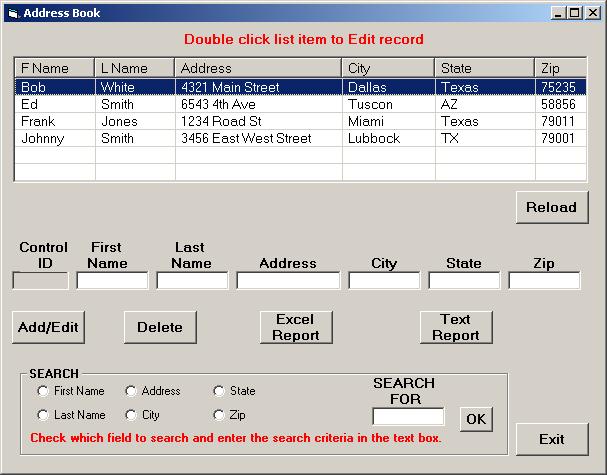 Address Book
Double click list item to Edit record
F Name L Name Address City State Zip
Bob White 4321 Main Street Dallas Texas 75235
Ed Smith 6543 4th Ave Tuscon AZ 58856
Frank Jones 1234 Road St Miami Texas 79011
Johnny Smith 3456 East West Street Lubbock TX 79001
Reload
Control ID First Name Last Name Address City State Zip
Add/Edit Delete Excel Report Text Report
SEARCH
First Name Address State SEARCH FOR
Last Name City Zip OK
Check which field to search and enter the search criteria in the text box.
Exit